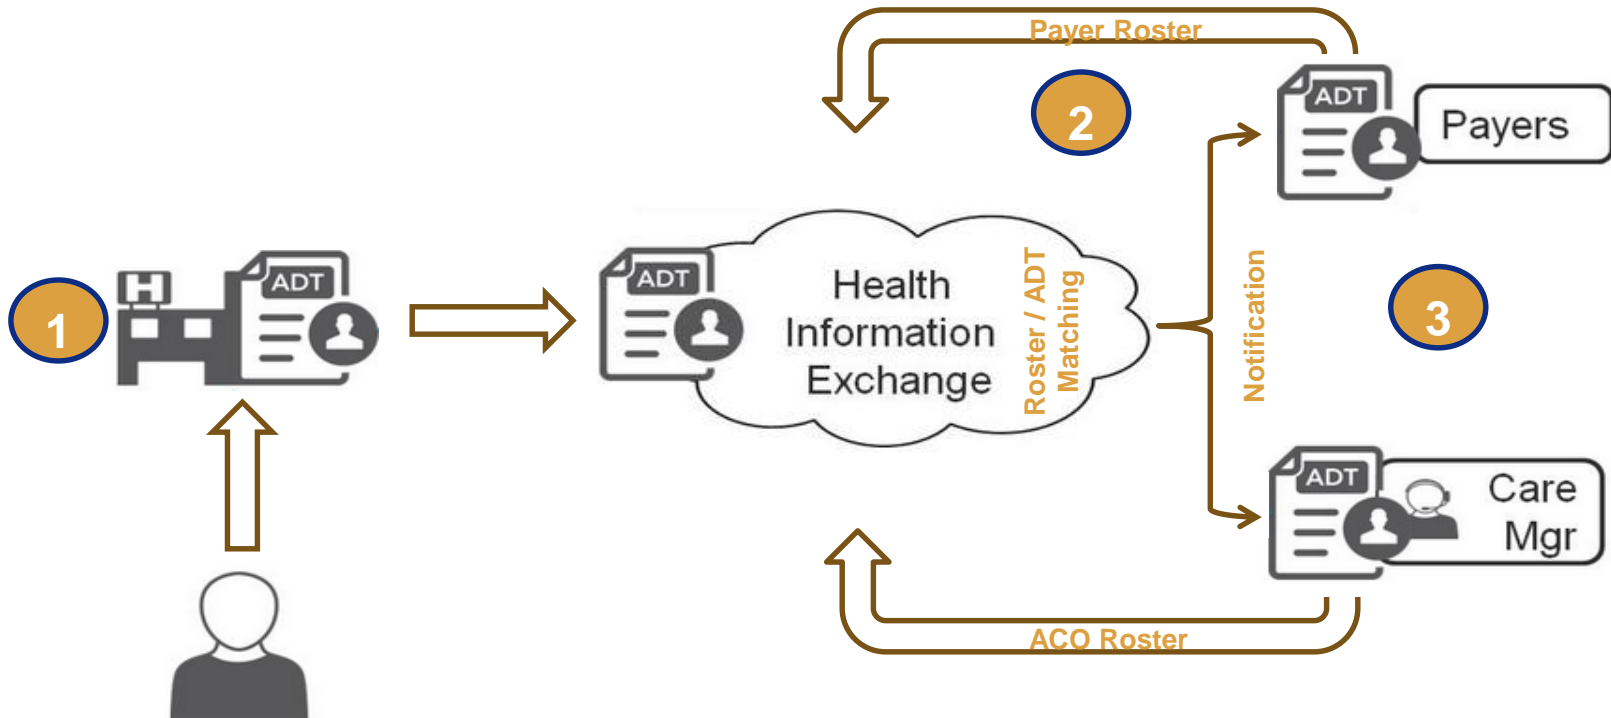 Payer Roster
2
ADT
Payers
1
H
ADT
ADT
Health
Information
Exchange
Roster / ADT
Matching
Notification
3
ADT
Care
Mgr
ACO Roster